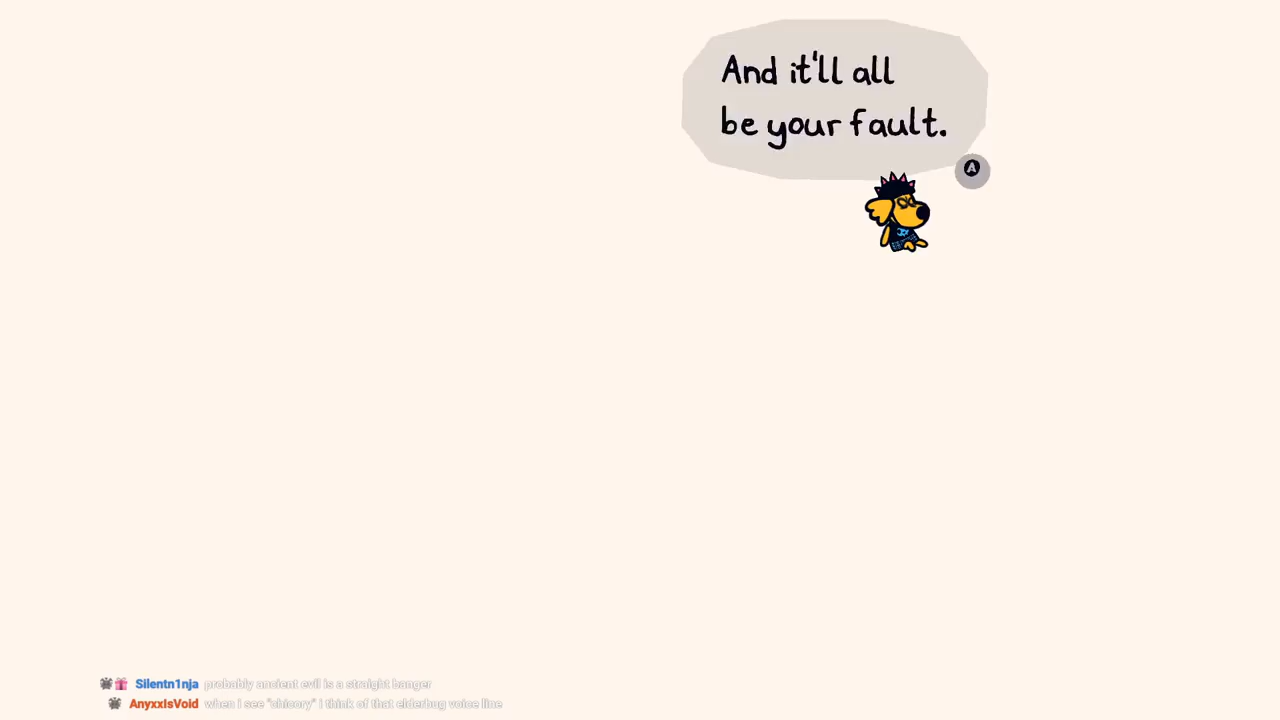 And it'll all
be your fault.
A
Silentn1nja probably ancient evil is a straight banger
AnyxxIsVoid when i see "chicory" i think of that elderbug voice line